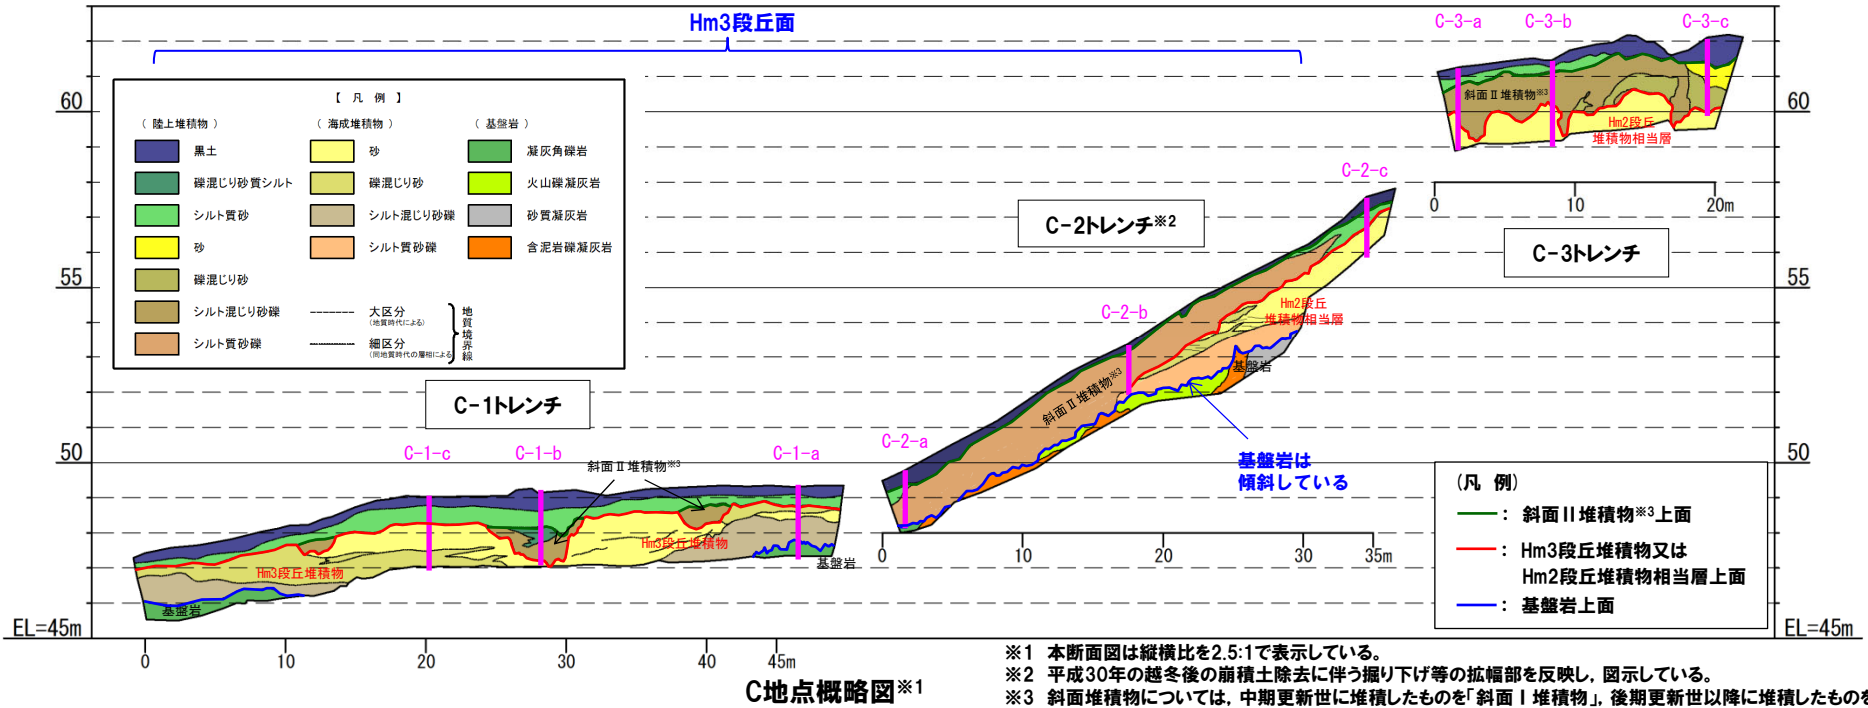 Hm3段丘面
【 凡 例 】
( 陸上堆積物 )
黒土
礫混じり砂質シルト
シルト質砂
砂
礫混じり砂
シルト混じり砂礫
シルト質砂礫
( 海成堆積物 )
砂
礫混じり砂
シルト混じり砂礫
シルト質砂礫
( 基盤岩 )
凝灰角礫岩
火山礫凝灰岩
砂質凝灰岩
含泥岩礫凝灰岩
大区分
(地質時代による)
細区分
(同地質時代の層相による)
地質境界線
60
55
50
EL=45m
C-1トレンチ
C-1-c
C-1-b
C-1-a
斜面Ⅱ堆積物※3
Hm3段丘堆積物
Hm3段丘堆積物
基盤岩
基盤岩
0
10
20
30
40
45m
C-2トレンチ※2
C-2-a
C-2-b
C-2-c
斜面Ⅱ堆積物※3
Hm2段丘
堆積物相当層
基盤岩
基盤岩は
傾斜している
0
10
20
30
35m
C-3-a
C-3-b
C-3-c
斜面Ⅱ堆積物※3
Hm2段丘
堆積物相当層
0
10
20m
C-3トレンチ
60
55
50
EL=45m
(凡 例)
: 斜面Ⅱ堆積物※3上面
: Hm3段丘堆積物又は
Hm2段丘堆積物相当層上面
: 基盤岩上面
C地点概略図※1
※1 本断面図は縦横比を2.5:1で表示している。
※2 平成30年の越冬後の崩積土除去に伴う掘り下げ等の拡幅部を反映し，図示している。
※3 斜面堆積物については，中期更新世に堆積したものを「斜面Ⅰ堆積物」，後期更新世以降に堆積したものを